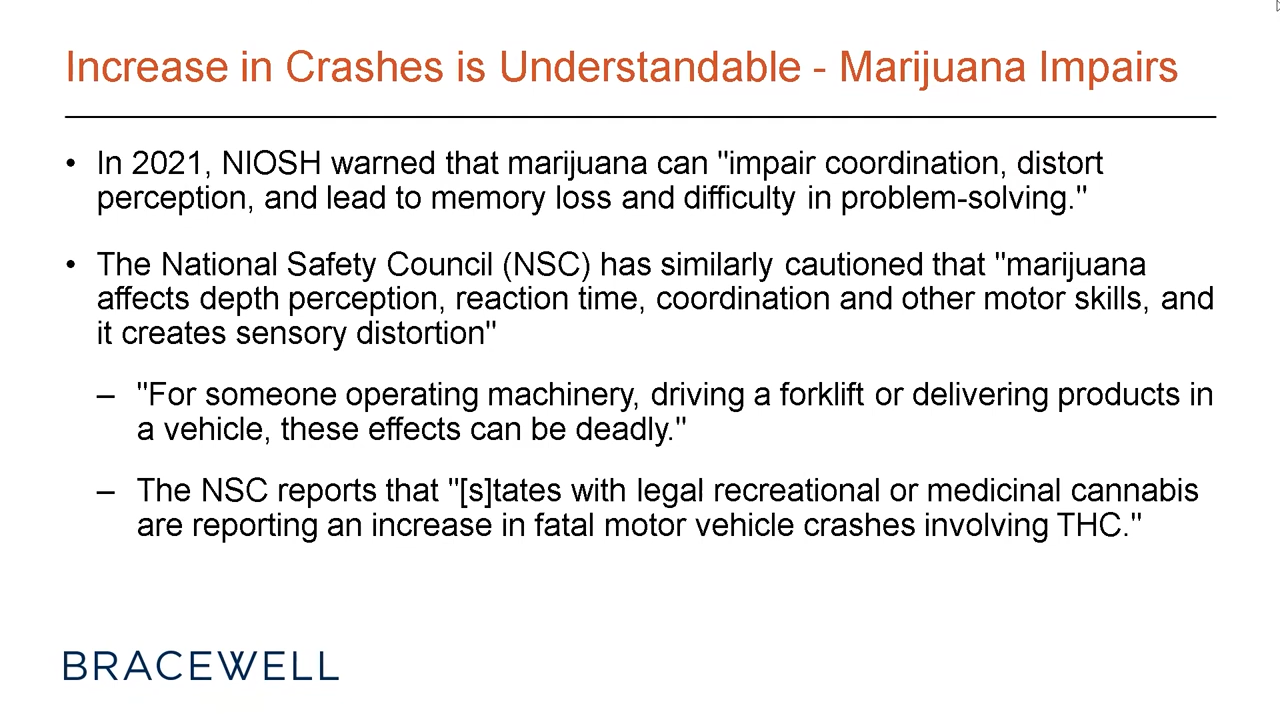 Increase in Crashes is Understandable - Marijuana Impairs
• In 2021, NIOSH warned that marijuana can "impair coordination, distort
perception, and lead to memory loss and difficulty in problem-solving."
• The National Safety Council (NSC) has similarly cautioned that "marijuana
affects depth perception, reaction time, coordination and other motor skills, and
it creates sensory distortion"
– "For someone operating machinery, driving a forklift or delivering products in
a vehicle, these effects can be deadly."
– The NSC reports that "[s]tates with legal recreational or medicinal cannabis
are reporting an increase in fatal motor vehicle crashes involving THC."
BRACEWELL